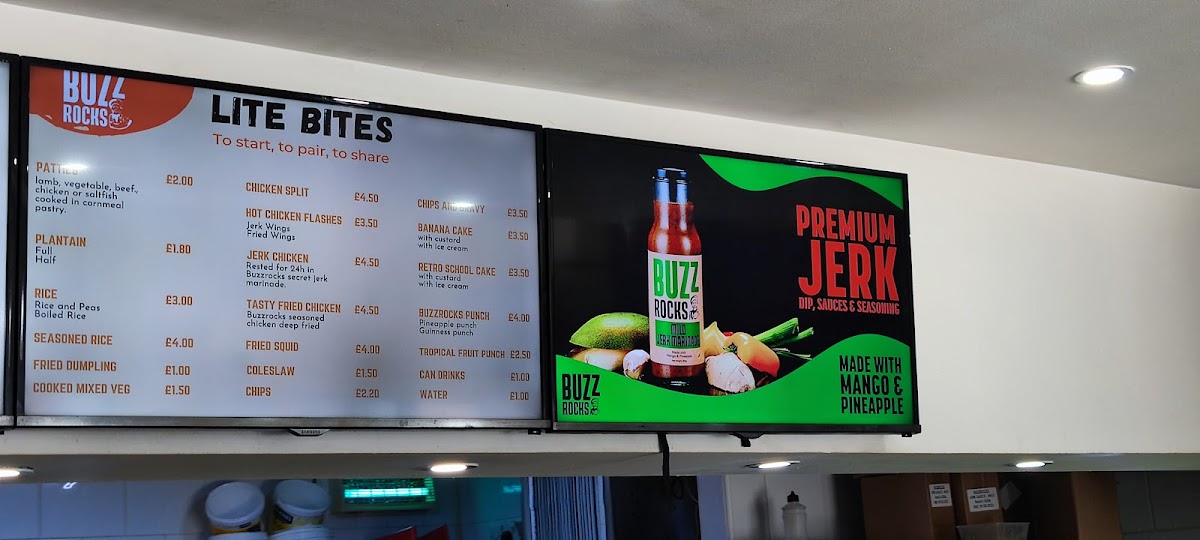 BUZZ
ROCKS
LITE BITES
To start, to pair, to share
PATTIES £2.00
lamb, vegetable, beef,
chicken or saltfish
cooked in cornmeal
pastry.
PLANTAIN £1.80
Full
Half
RICE £3.00
Rice and Peas
Boiled Rice
SEASONED RICE £4.00
FRIED DUMPLING £1.00
COOKED MIXED VEG £1.50
CHICKEN SPLIT £4.50
HOT CHICKEN FLASHES £3.50
Jerk Wings
Fried Wings
JERK CHICKEN £4.50
Rested for 24h in
Buzzrocks secret jerk
marinade.
TASTY FRIED CHICKEN £4.50
Buzzrocks seasoned
chicken deep fried
FRIED SQUID £4.00
COLESLAW £1.50
CHIPS £2.20
CHIPS AND GRAVY £3.50
BANANA CAKE £3.50
with custard
with ice cream
RETRO SCHOOL CAKE £3.50
with custard
with ice cream
BUZZROCKS PUNCH £4.00
Pineapple punch
Guinness punch
TROPICAL FRUIT PUNCH £2.50
CAN DRINKS £1.00
WATER £1.00
BUZZ
ROCKS
MILD
JERK MARINADE
PREMIUM
JERK
DIP, SAUCES & SEASONING
MADE WITH
MANGO &
PINEAPPLE
BUZZ
ROCKS